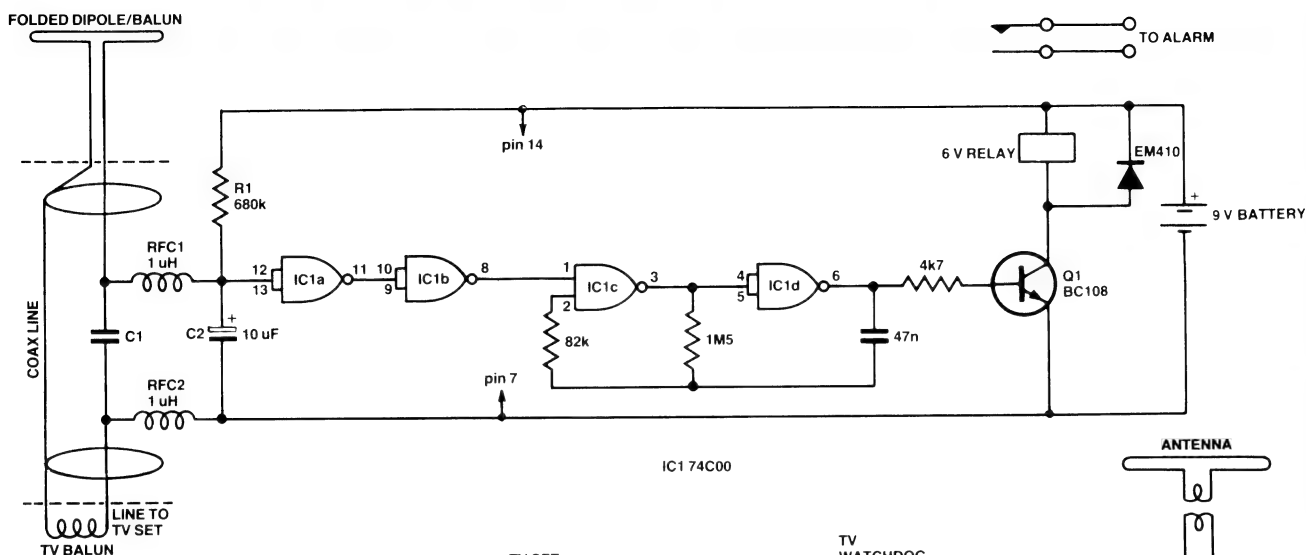 FOLDED DIPOLE/BALUN
TO ALARM
pin 14
6 V RELAY
EM410
R1
680k
+
9 V BATTERY
RFC1
1 uH
12
13
IC1a
11
10
9
IC1b
8
1
2
IC1c
3
4
5
IC1d
6
4k7
Q1
BC108
COAX LINE
C1
C2
+
10 uF
82k
1M5
47n
RFC2
1 uH
pin 7
IC1 74C00
ANTENNA
LINE TO
TV SET
TV BALUN
TV